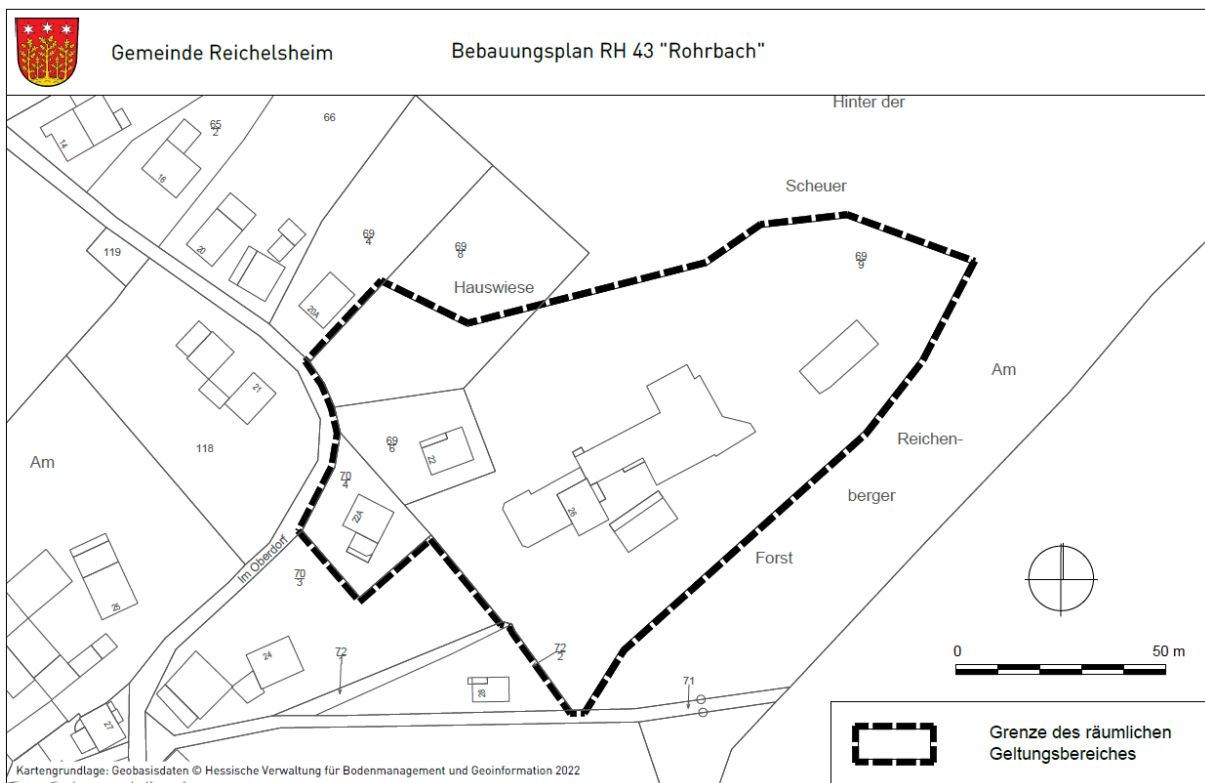 Gemeinde Reichelsheim
Bebauungsplan RH 43 "Rohrbach"
Hinter der
Scheuer
66
65
2
14
16
20
119
69
4
69
8
Hauswiese
69
9
20A
21
118
Am
Am
69
6
22
Reichen-
berger
Forst
70
4
22A
26
Im Oberdorf
70
3
25
24
72
1
72
2
28
71
27
0
50 m
Grenze des räumlichen
Geltungsbereiches
Kartengrundlage: Geobasisdaten © Hessische Verwaltung für Bodenmanagement und Geoinformation 2022